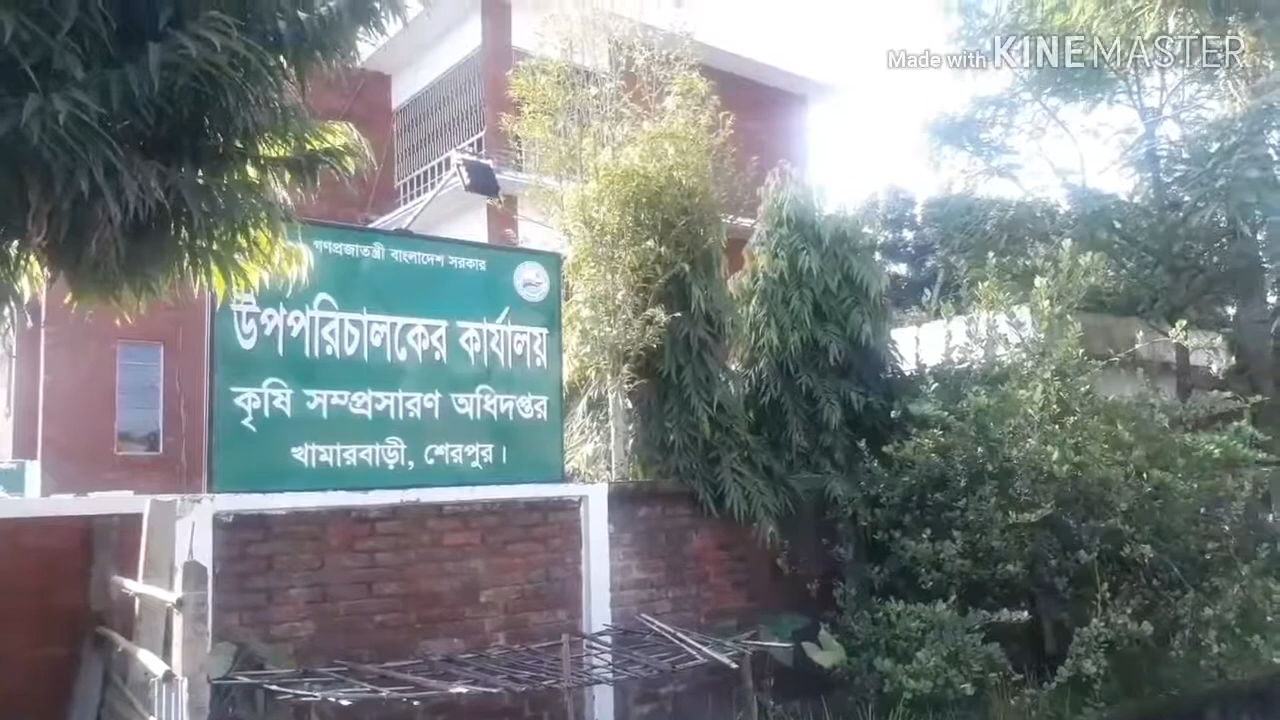 Made with KINEMASTER
গণপ্রজাতন্ত্রী বাংলাদেশ সরকার
উপপরিচালকের কার্যালয়
কৃষি সম্প্রসারণ অধিদপ্তর
খামারবাড়ী, শেরপুর।